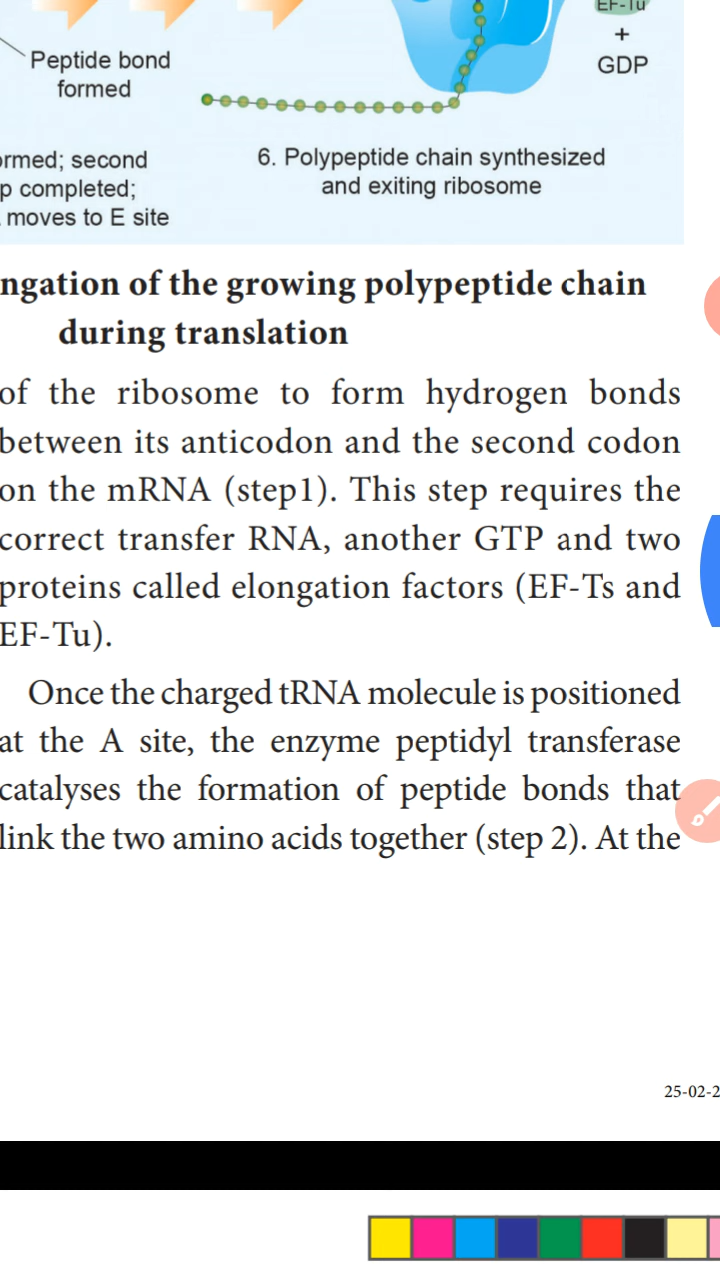 EF-Tu
+
GDP
Peptide bond
formed
ormed; second
p completed;
moves to E site
6. Polypeptide chain synthesized
and exiting ribosome
ngation of the growing polypeptide chain
during translation
of the ribosome to form hydrogen bonds
between its anticodon and the second codon
on the mRNA (step1). This step requires the
correct transfer RNA, another GTP and two
proteins called elongation factors (EF-Ts and
EF-Tu).
Once the charged tRNA molecule is positioned
at the A site, the enzyme peptidyl transferase
catalyses the formation of peptide bonds that
link the two amino acids together (step 2). At the
25-02-2